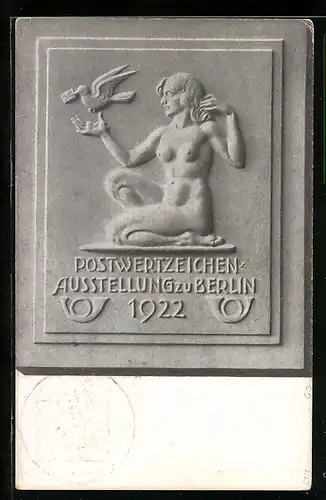 POSTWERTZEICHEN-
AUSSTELLUNG ZU BERLIN
1922